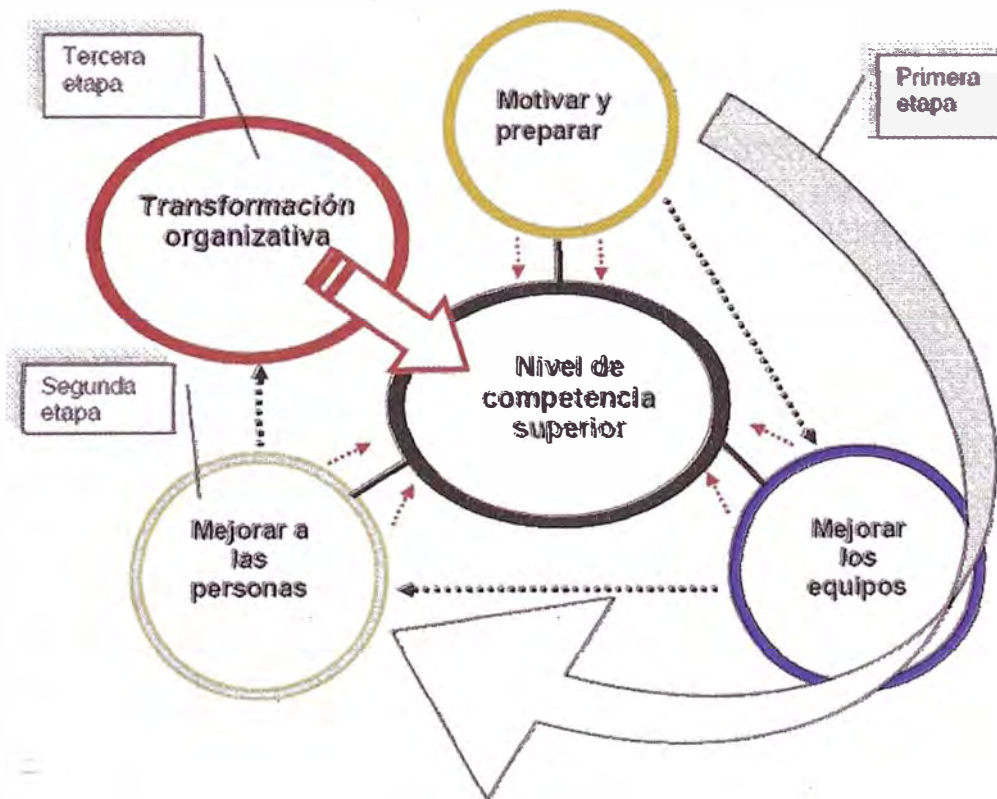 Tercera
etapa
Motivar y
preparar
Primera
etapa
Transformación
organizativa
Nivel de
competencia
superior
Segunda
etapa
Mejorar a
las
personas
Mejorar
los
equipos